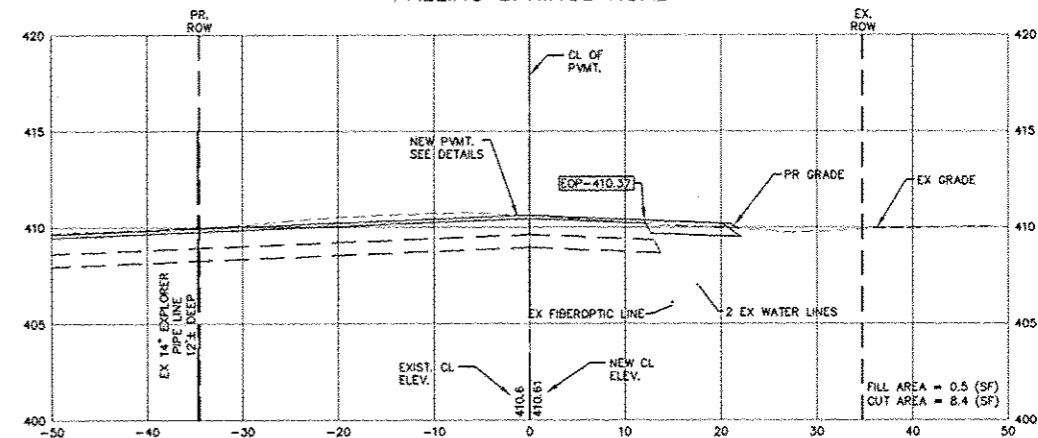 PR.
ROW
EX.
ROW
420
420
CL OF
PVMT.
415
415
NEW PVMT.
SEE DETAILS
EOP-410.37
PR GRADE
EX GRADE
410
410
EX 14" EXPLORER
PIPE LINE
12'± DEEP
405
405
EX FIBEROPTIC LINE
2 EX WATER LINES
EXIST. CL
ELEV.
410.6
410.61
NEW CL
ELEV.
FILL AREA = 0.5 (SF)
CUT AREA = 8.4 (SF)
400
400
-50 -40 -30 -20 -10 0 10 20 30 40 50